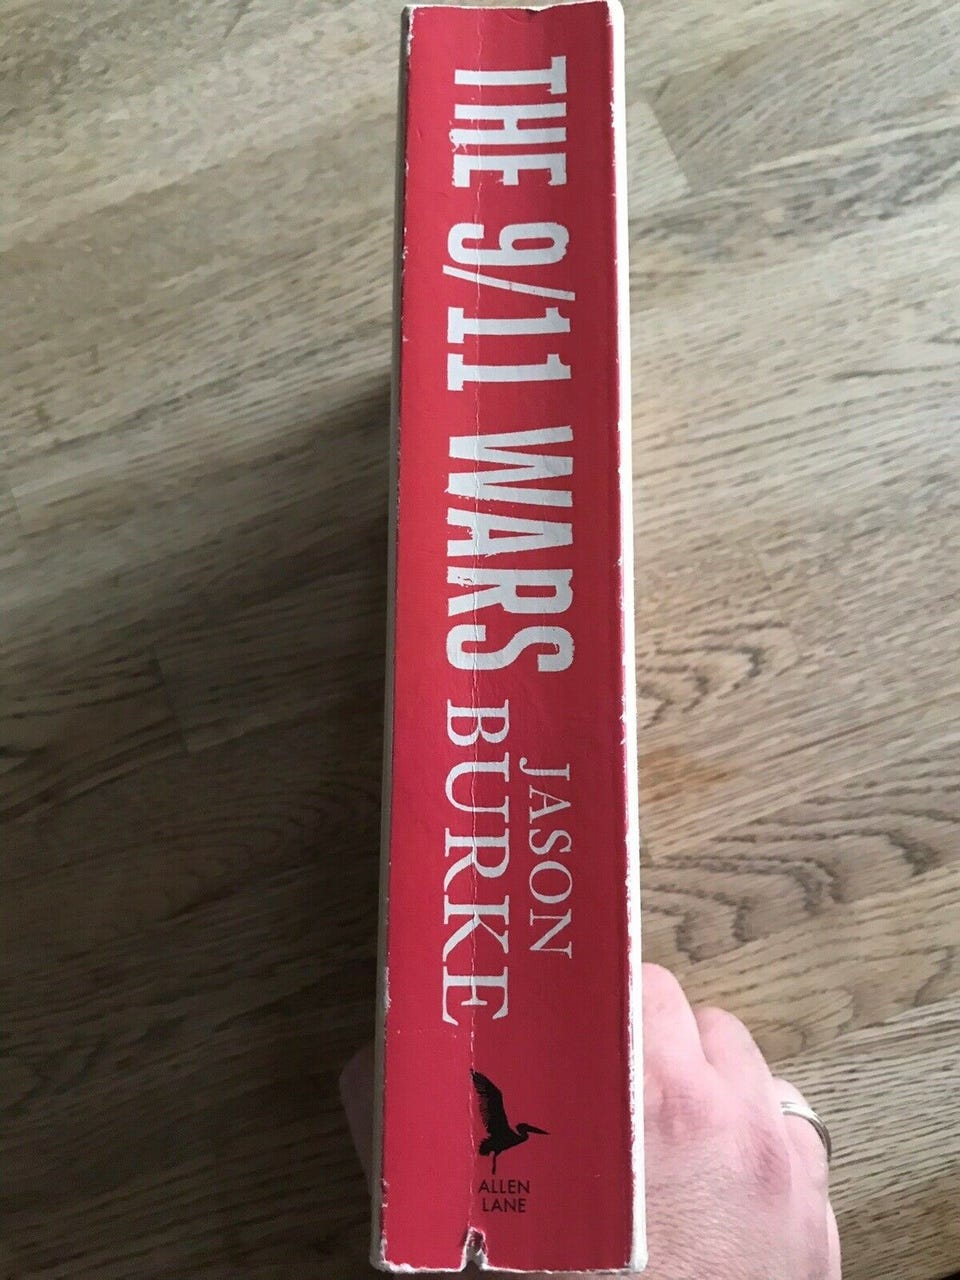 THE 9/11 WARS
JASON
BURKE
ALLEN
LANE